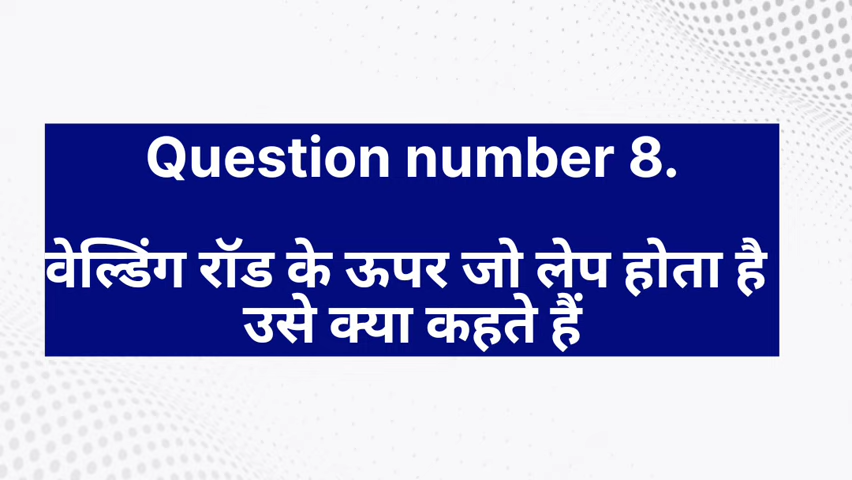 Question number 8.
वेल्डिंग रॉड के ऊपर जो लेप होता है
उसे क्या कहते हैं